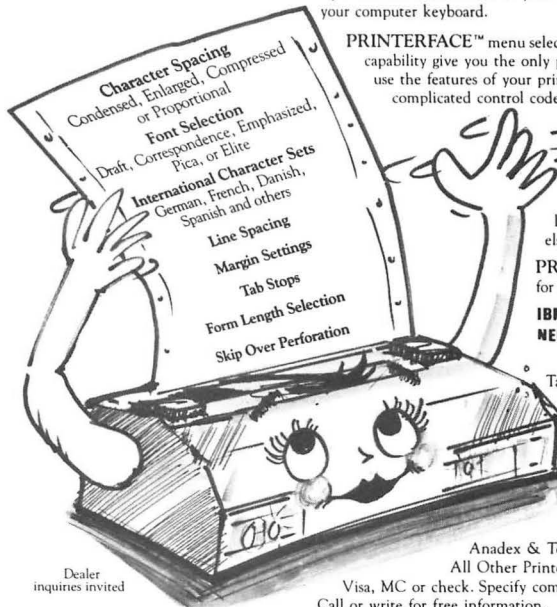 your computer keyboard.
PRINTERFACE™ menu selec
capability give you the only p
use the features of your prin
complicated control code
Character Spacing
Condensed, Enlarged, Compressed
or Proportional
Font Selection
Draft, Correspondence, Emphasized,
Pica, or Elite
International Character Sets
German, French, Danish,
Spanish and others
Line Spacing
Margin Settings
Tab Stops
Form Length Selection
Skip Over Perforation
PR
for
IBM
NE
Ta
Anadex & T
All Other Print
Visa, MC or check. Specify com
Call or write for free information
Dealer
inquiries invited